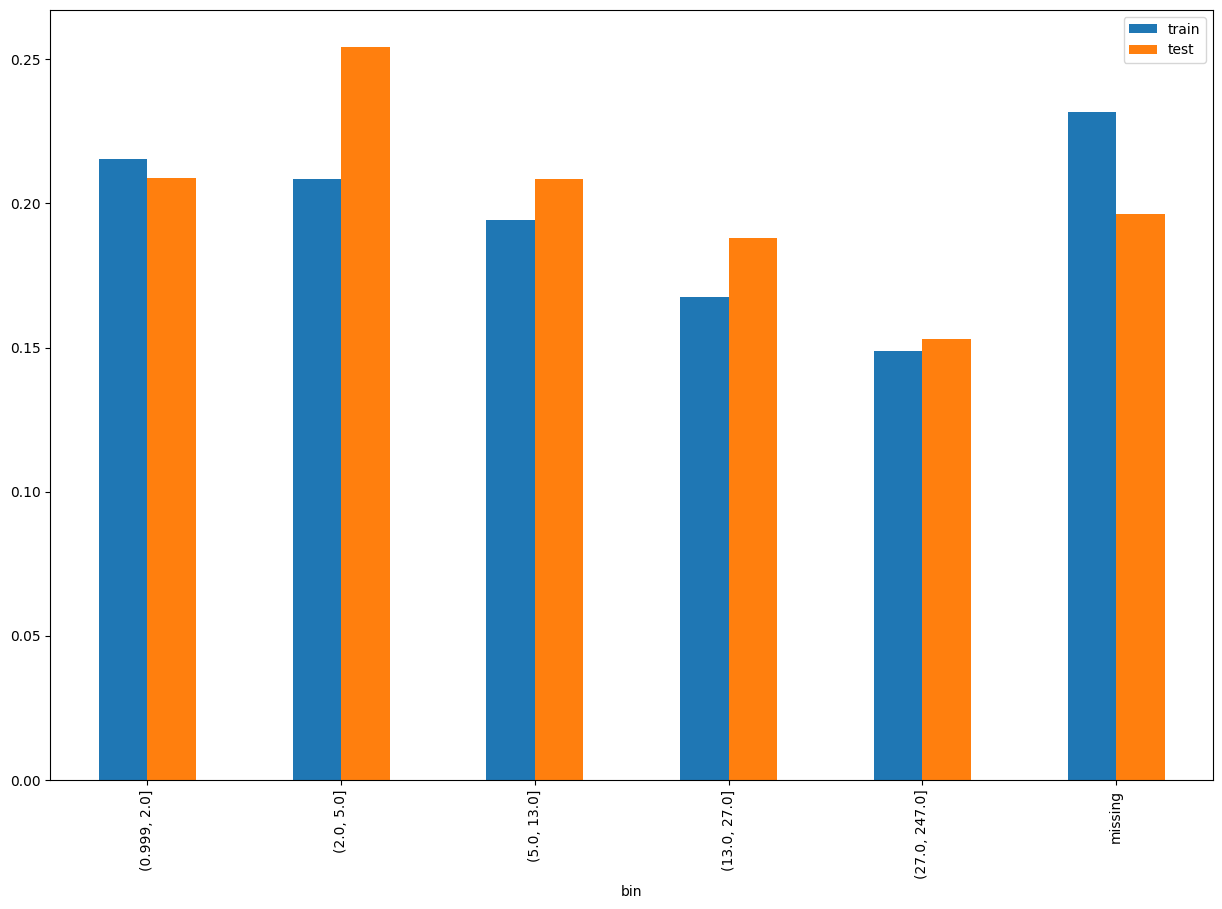 train
test
0.25
0.20
0.15
0.10
0.05
0.00
(0.999, 2.0]
(2.0, 5.0]
(5.0, 13.0]
(13.0, 27.0]
(27.0, 247.0]
missing
bin